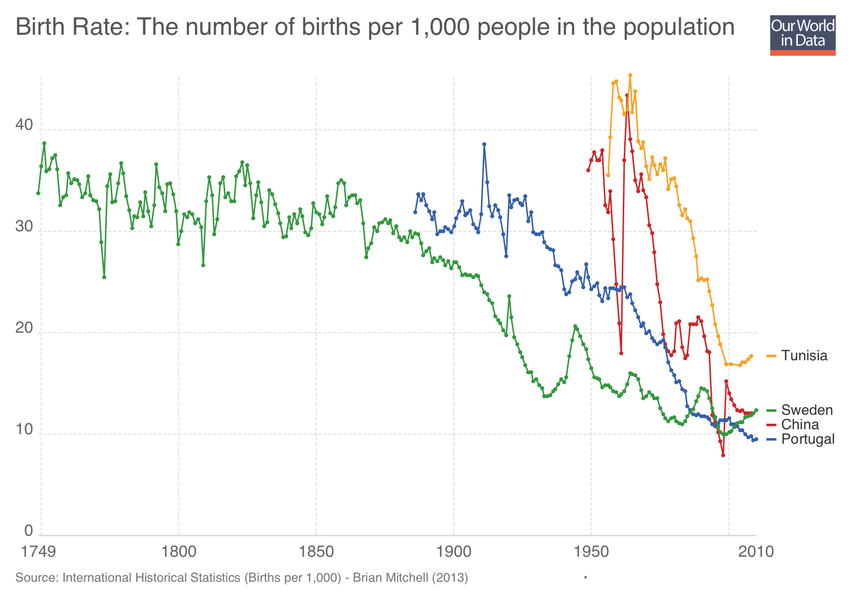 Birth Rate: The number of births per 1,000 people in the population
Our World
in Data
40
30
20
10
0
1749
1800
1850
1900
1950
2010
Tunisia
Sweden
China
Portugal
Source: International Historical Statistics (Births per 1,000) - Brian Mitchell (2013)